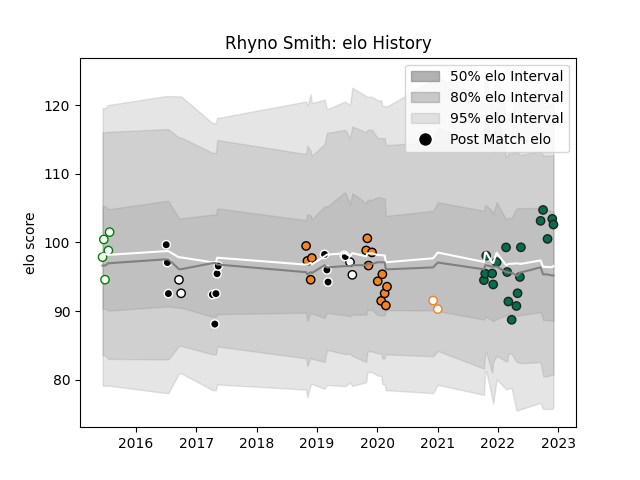 Rhyno Smith: elo History
50% elo Interval
80% elo Interval
95% elo Interval
Post Match elo
elo score
120
110
100
90
80
2016 2017 2018 2019 2020 2021 2022 2023